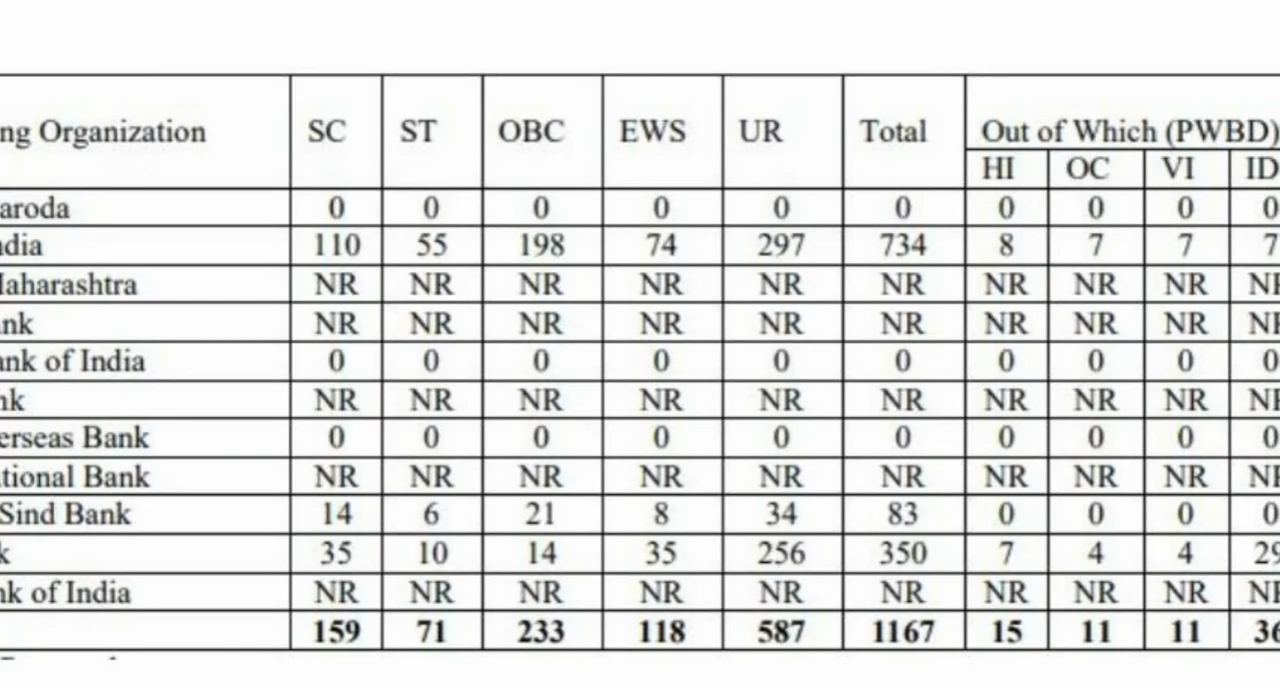 ng Organization SC ST OBC EWS UR Total Out of Which (PWBD)
HI OC VI ID
aroda 0 0 0 0 0 0 0 0 0 0
ndia 110 55 198 74 297 734 8 7 7 7
Maharashtra NR NR NR NR NR NR NR NR NR NR
ank NR NR NR NR NR NR NR NR NR NR
ank of India 0 0 0 0 0 0 0 0 0 0
nk NR NR NR NR NR NR NR NR NR NR
erseas Bank 0 0 0 0 0 0 0 0 0 0
ational Bank NR NR NR NR NR NR NR NR NR NR
Sind Bank 14 6 21 8 34 83 0 0 0 0
k 35 10 14 35 256 350 7 4 4 29
nk of India NR NR NR NR NR NR NR NR NR NR
159 71 233 118 587 1167 15 11 11 36